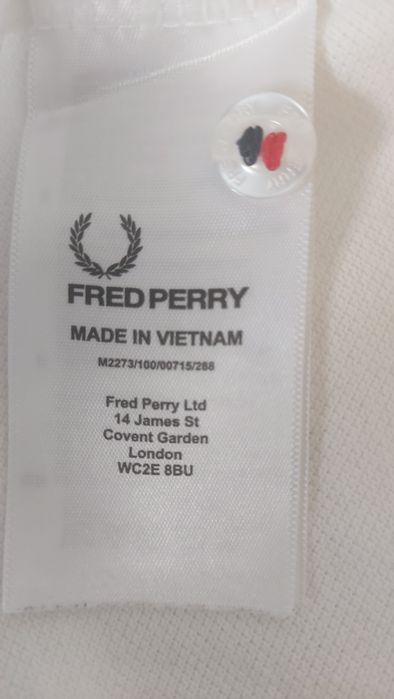 FRED PERRY
MADE IN VIETNAM
M2273/100/00715/288
Fred Perry Ltd
14 James St
Covent Garden
London
WC2E 8BU